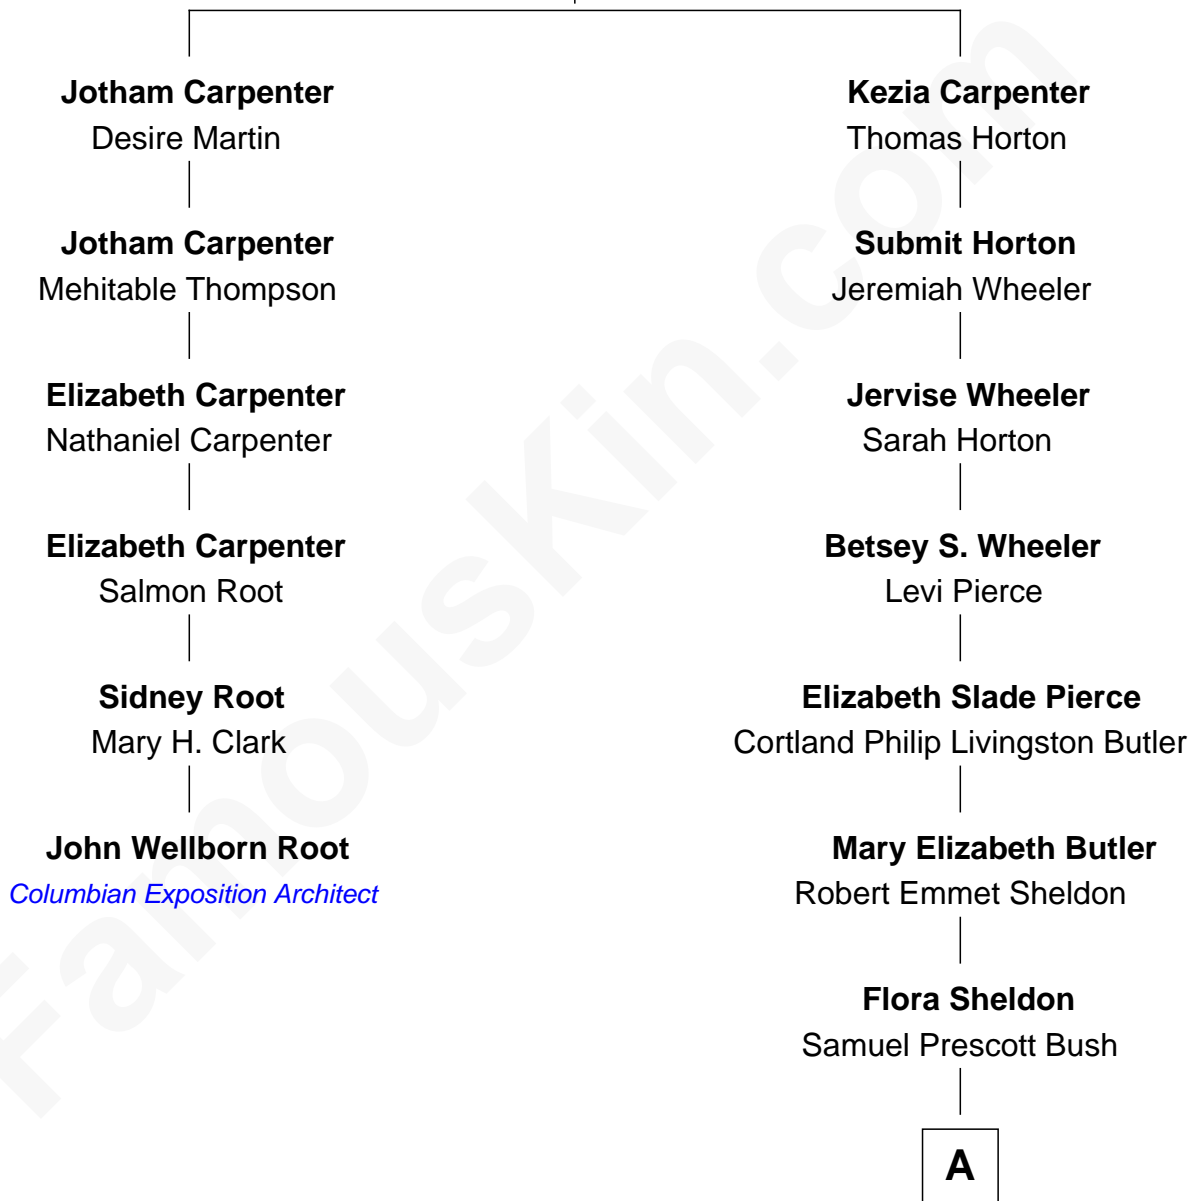 Jotham Carpenter
Desire Martin
Jotham Carpenter
Mehitable Thompson
Elizabeth Carpenter
Nathaniel Carpenter
Elizabeth Carpenter
Salmon Root
Sidney Root
Mary H. Clark
John Wellborn Root
Columbian Exposition Architect
Kezia Carpenter
Thomas Horton
Submit Horton
Jeremiah Wheeler
Jervise Wheeler
Sarah Horton
Betsey S. Wheeler
Levi Pierce
Elizabeth Slade Pierce
Cortland Philip Livingston Butler
Mary Elizabeth Butler
Robert Emmet Sheldon
Flora Sheldon
Samuel Prescott Bush
A
FamousKin.com